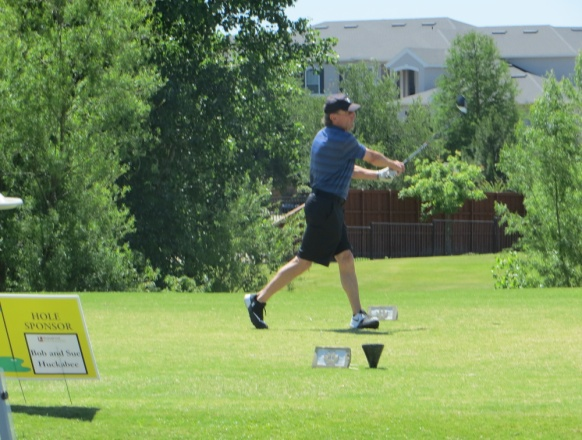 HOLE
SPONSOR
Bob and Sue
Huckabee